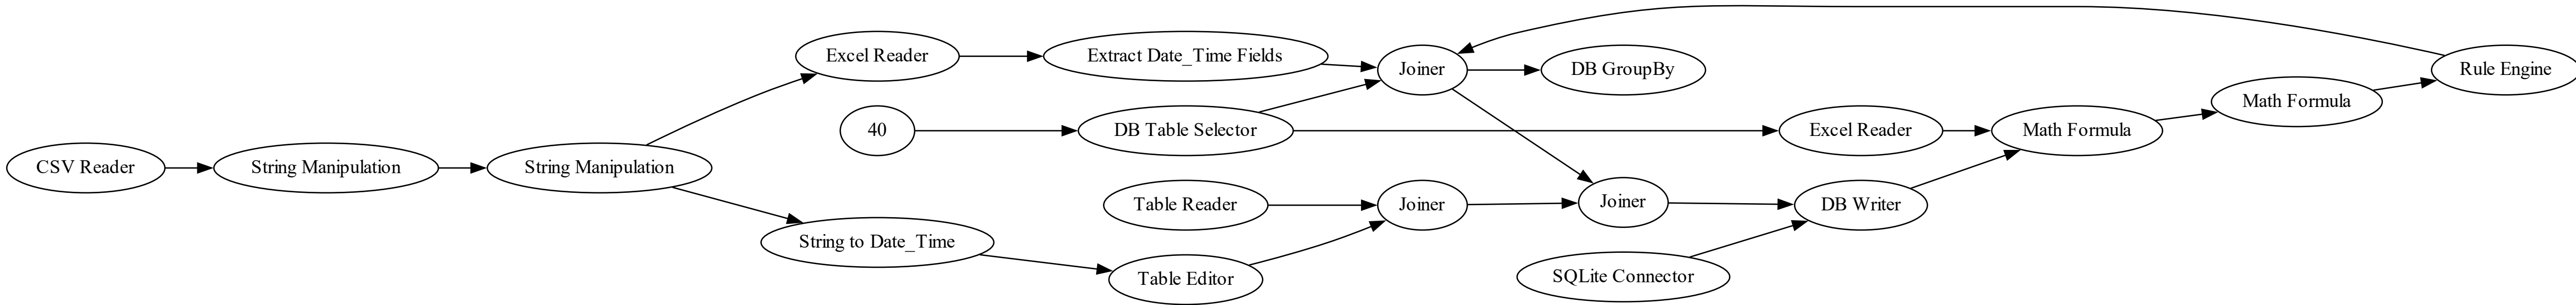 CSV Reader
String Manipulation
String Manipulation
Excel Reader
Extract Date_Time Fields
40
DB Table Selector
String to Date_Time
Table Reader
Table Editor
Joiner
Joiner
DB GroupBy
Joiner
SQLite Connector
Excel Reader
DB Writer
Math Formula
Math Formula
Rule Engine